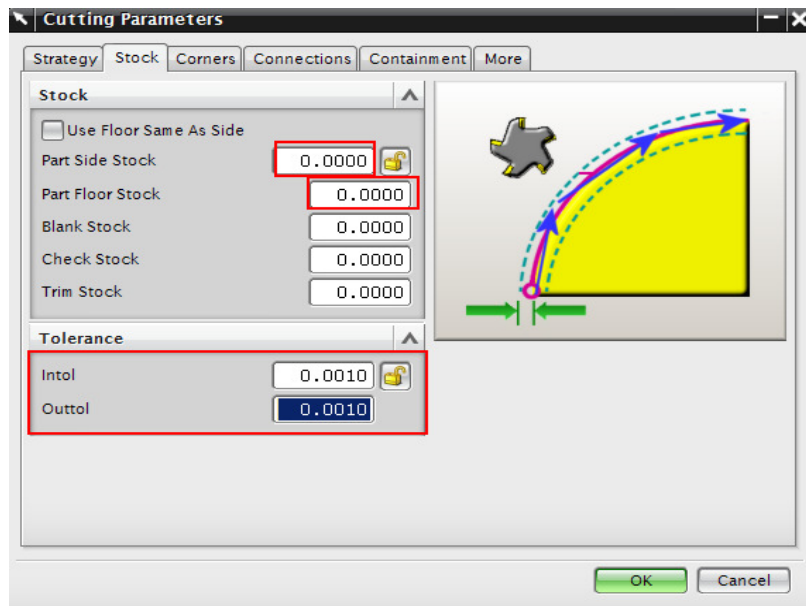 Cutting Parameters
Strategy Stock Corners Connections Containment More
Stock
Use Floor Same As Side
Part Side Stock 0.0000
Part Floor Stock 0.0000
Blank Stock 0.0000
Check Stock 0.0000
Trim Stock 0.0000
Tolerance
Intol 0.0010
Outtol 0.0010
OK Cancel